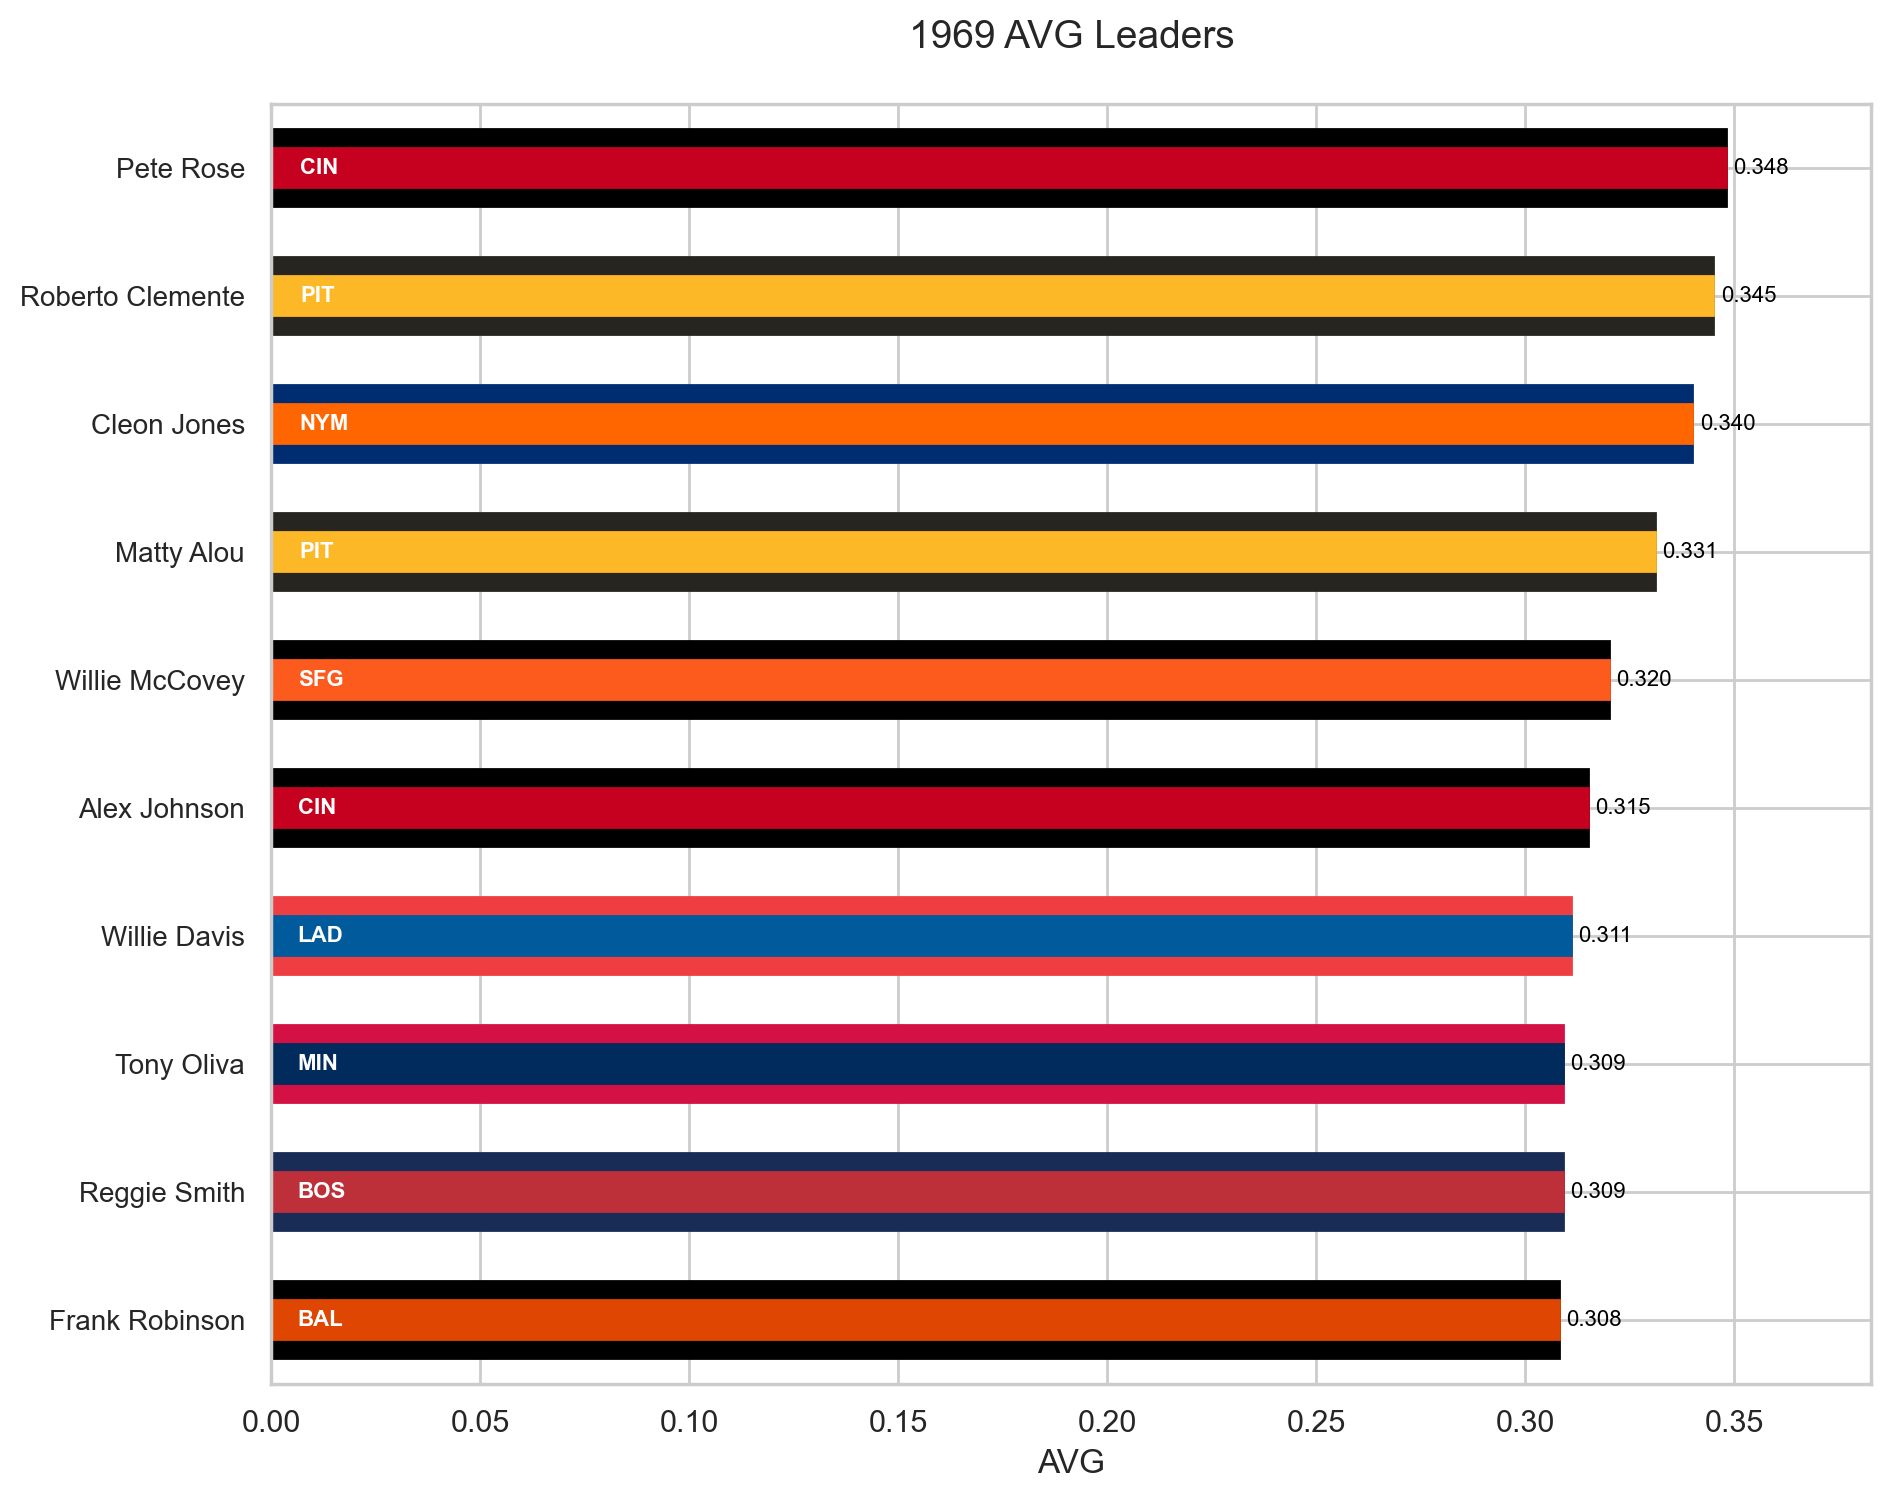 1969 AVG Leaders
Pete Rose CIN 0.348
Roberto Clemente PIT 0.345
Cleon Jones NYM 0.340
Matty Alou PIT 0.331
Willie McCovey SFG 0.320
Alex Johnson CIN 0.315
Willie Davis LAD 0.311
Tony Oliva MIN 0.309
Reggie Smith BOS 0.309
Frank Robinson BAL 0.308
0.00 0.05 0.10 0.15 0.20 0.25 0.30 0.35
AVG